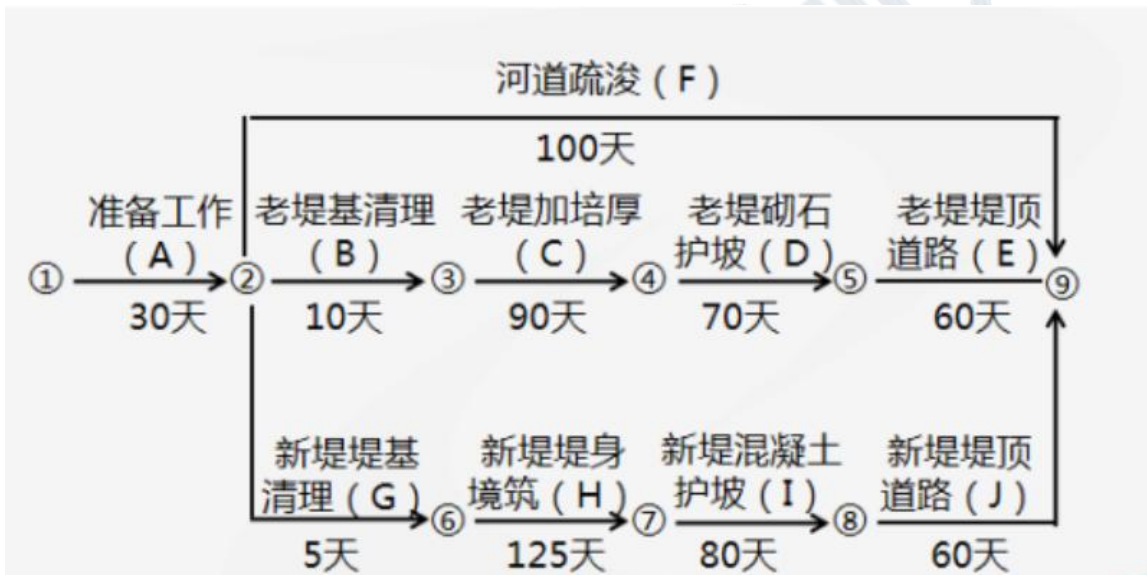 河道疏浚（F）
100天
准备工作
（A）
老堤基清理
（B）
老堤加培厚
（C）
老堤砌石
护坡（D）
老堤堤顶
道路（E）
①
②
③
④
⑤
⑨
30天
10天
90天
70天
60天
新堤堤基
清理（G）
新堤堤身
境筑（H）
新堤混凝土
护坡（I）
新堤堤顶
道路（J）
⑥
⑦
⑧
5天
125天
80天
60天